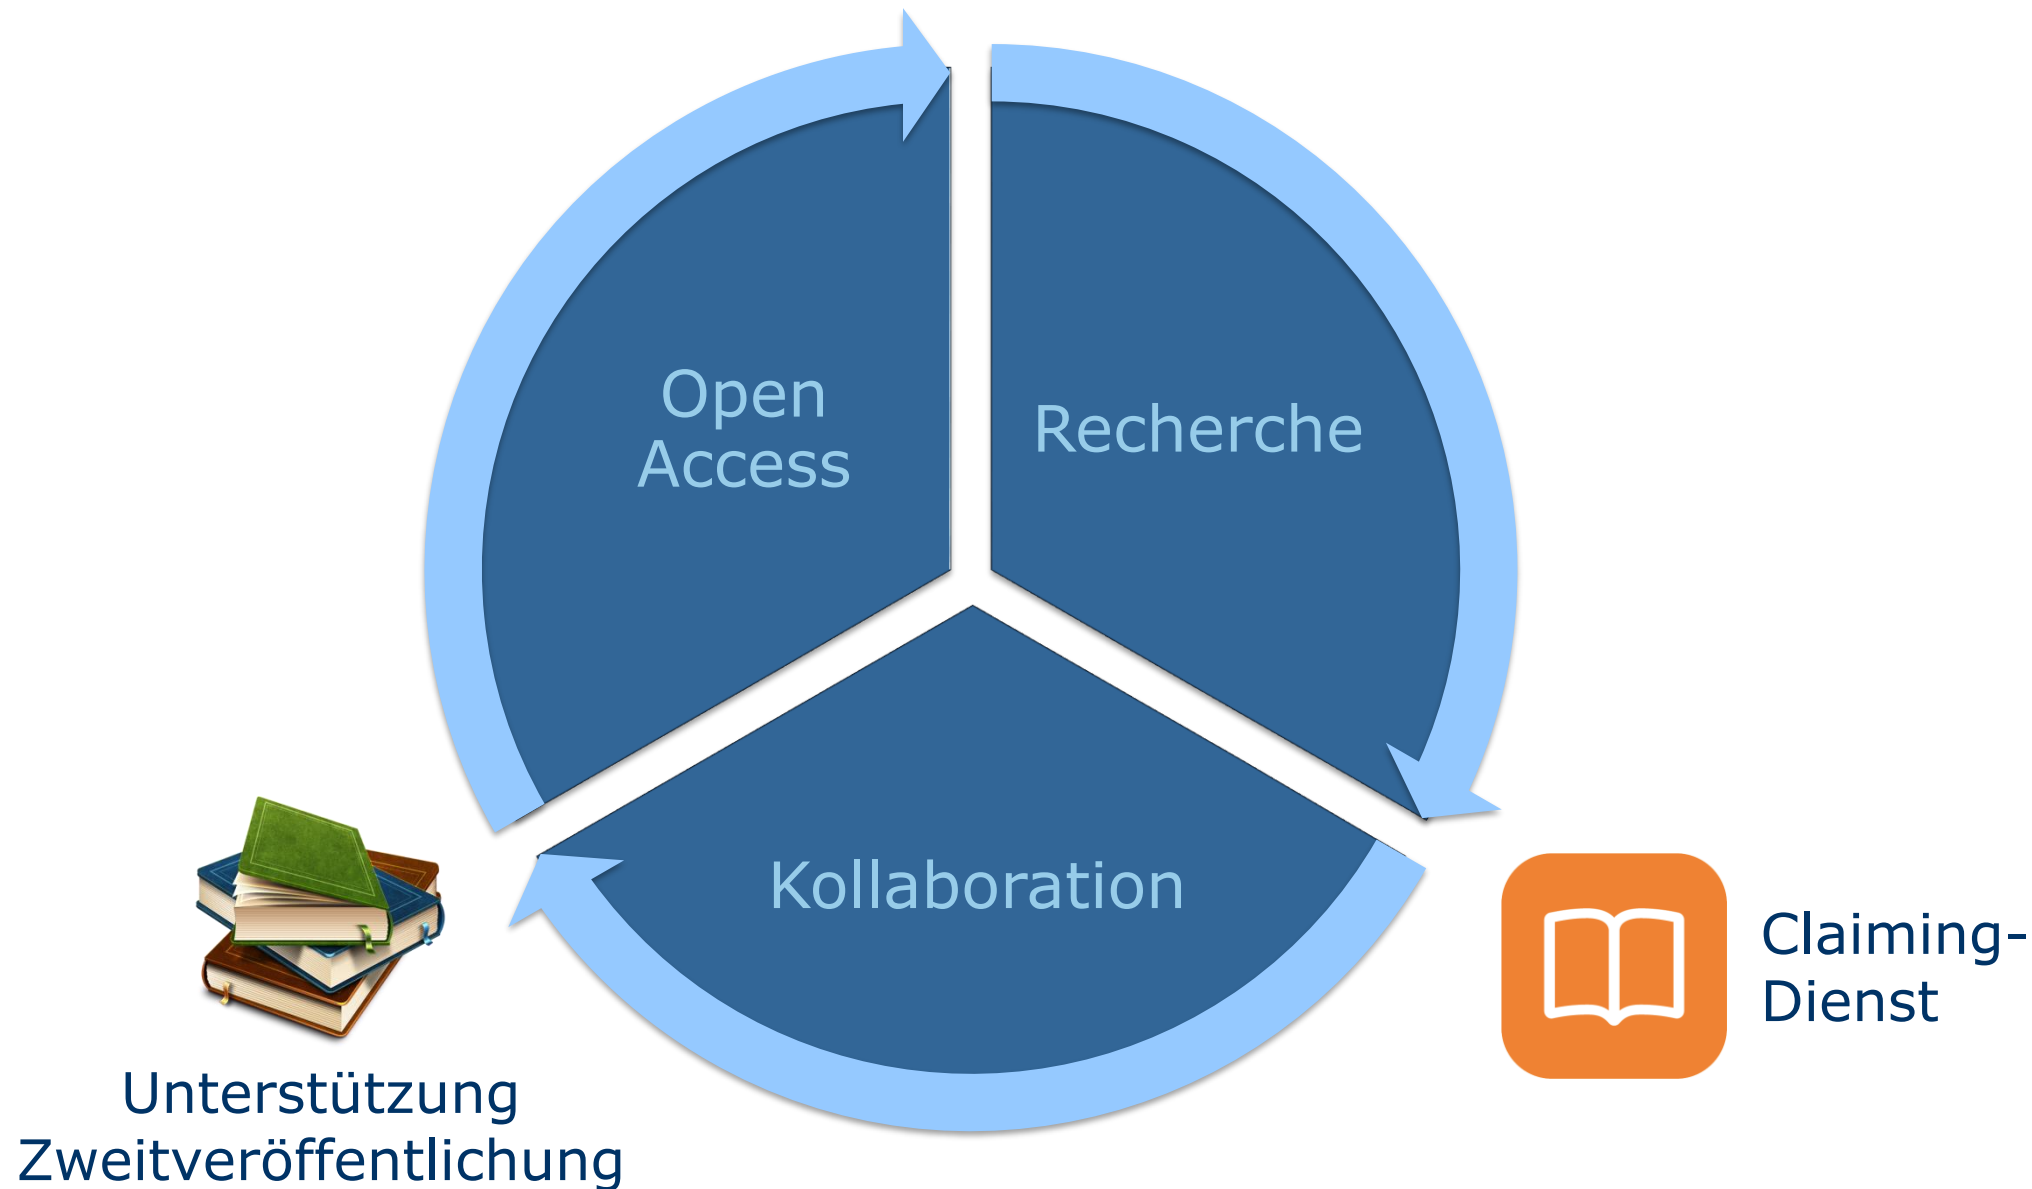 Open
Access
Recherche
Kollaboration
Claiming-
Dienst
Unterstützung
Zweitveröffentlichung